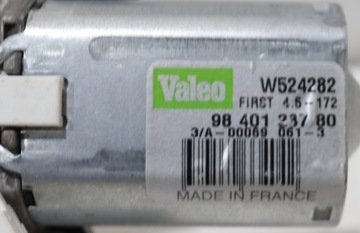 Valeo
W524282
FIRST 4.5-172
98 401 237 80
3/A-00069 061-3
MADE IN FRANCE